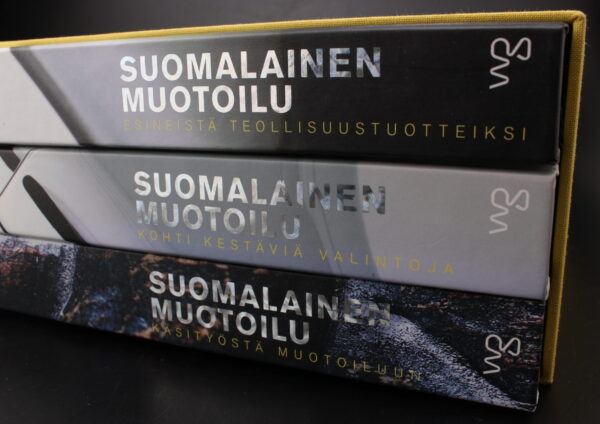 SUOMALAINEN
MUOTOILU
ESINEISTÄ TEOLLISUUSTUOTTEIKSI
SUOMALAINEN
MUOTOILU
KOHTI KESTÄVIÄ VALINTOJA
SUOMALAINEN
MUOTOILU
KÄSITYÖSTÄ MUOTOILUUN